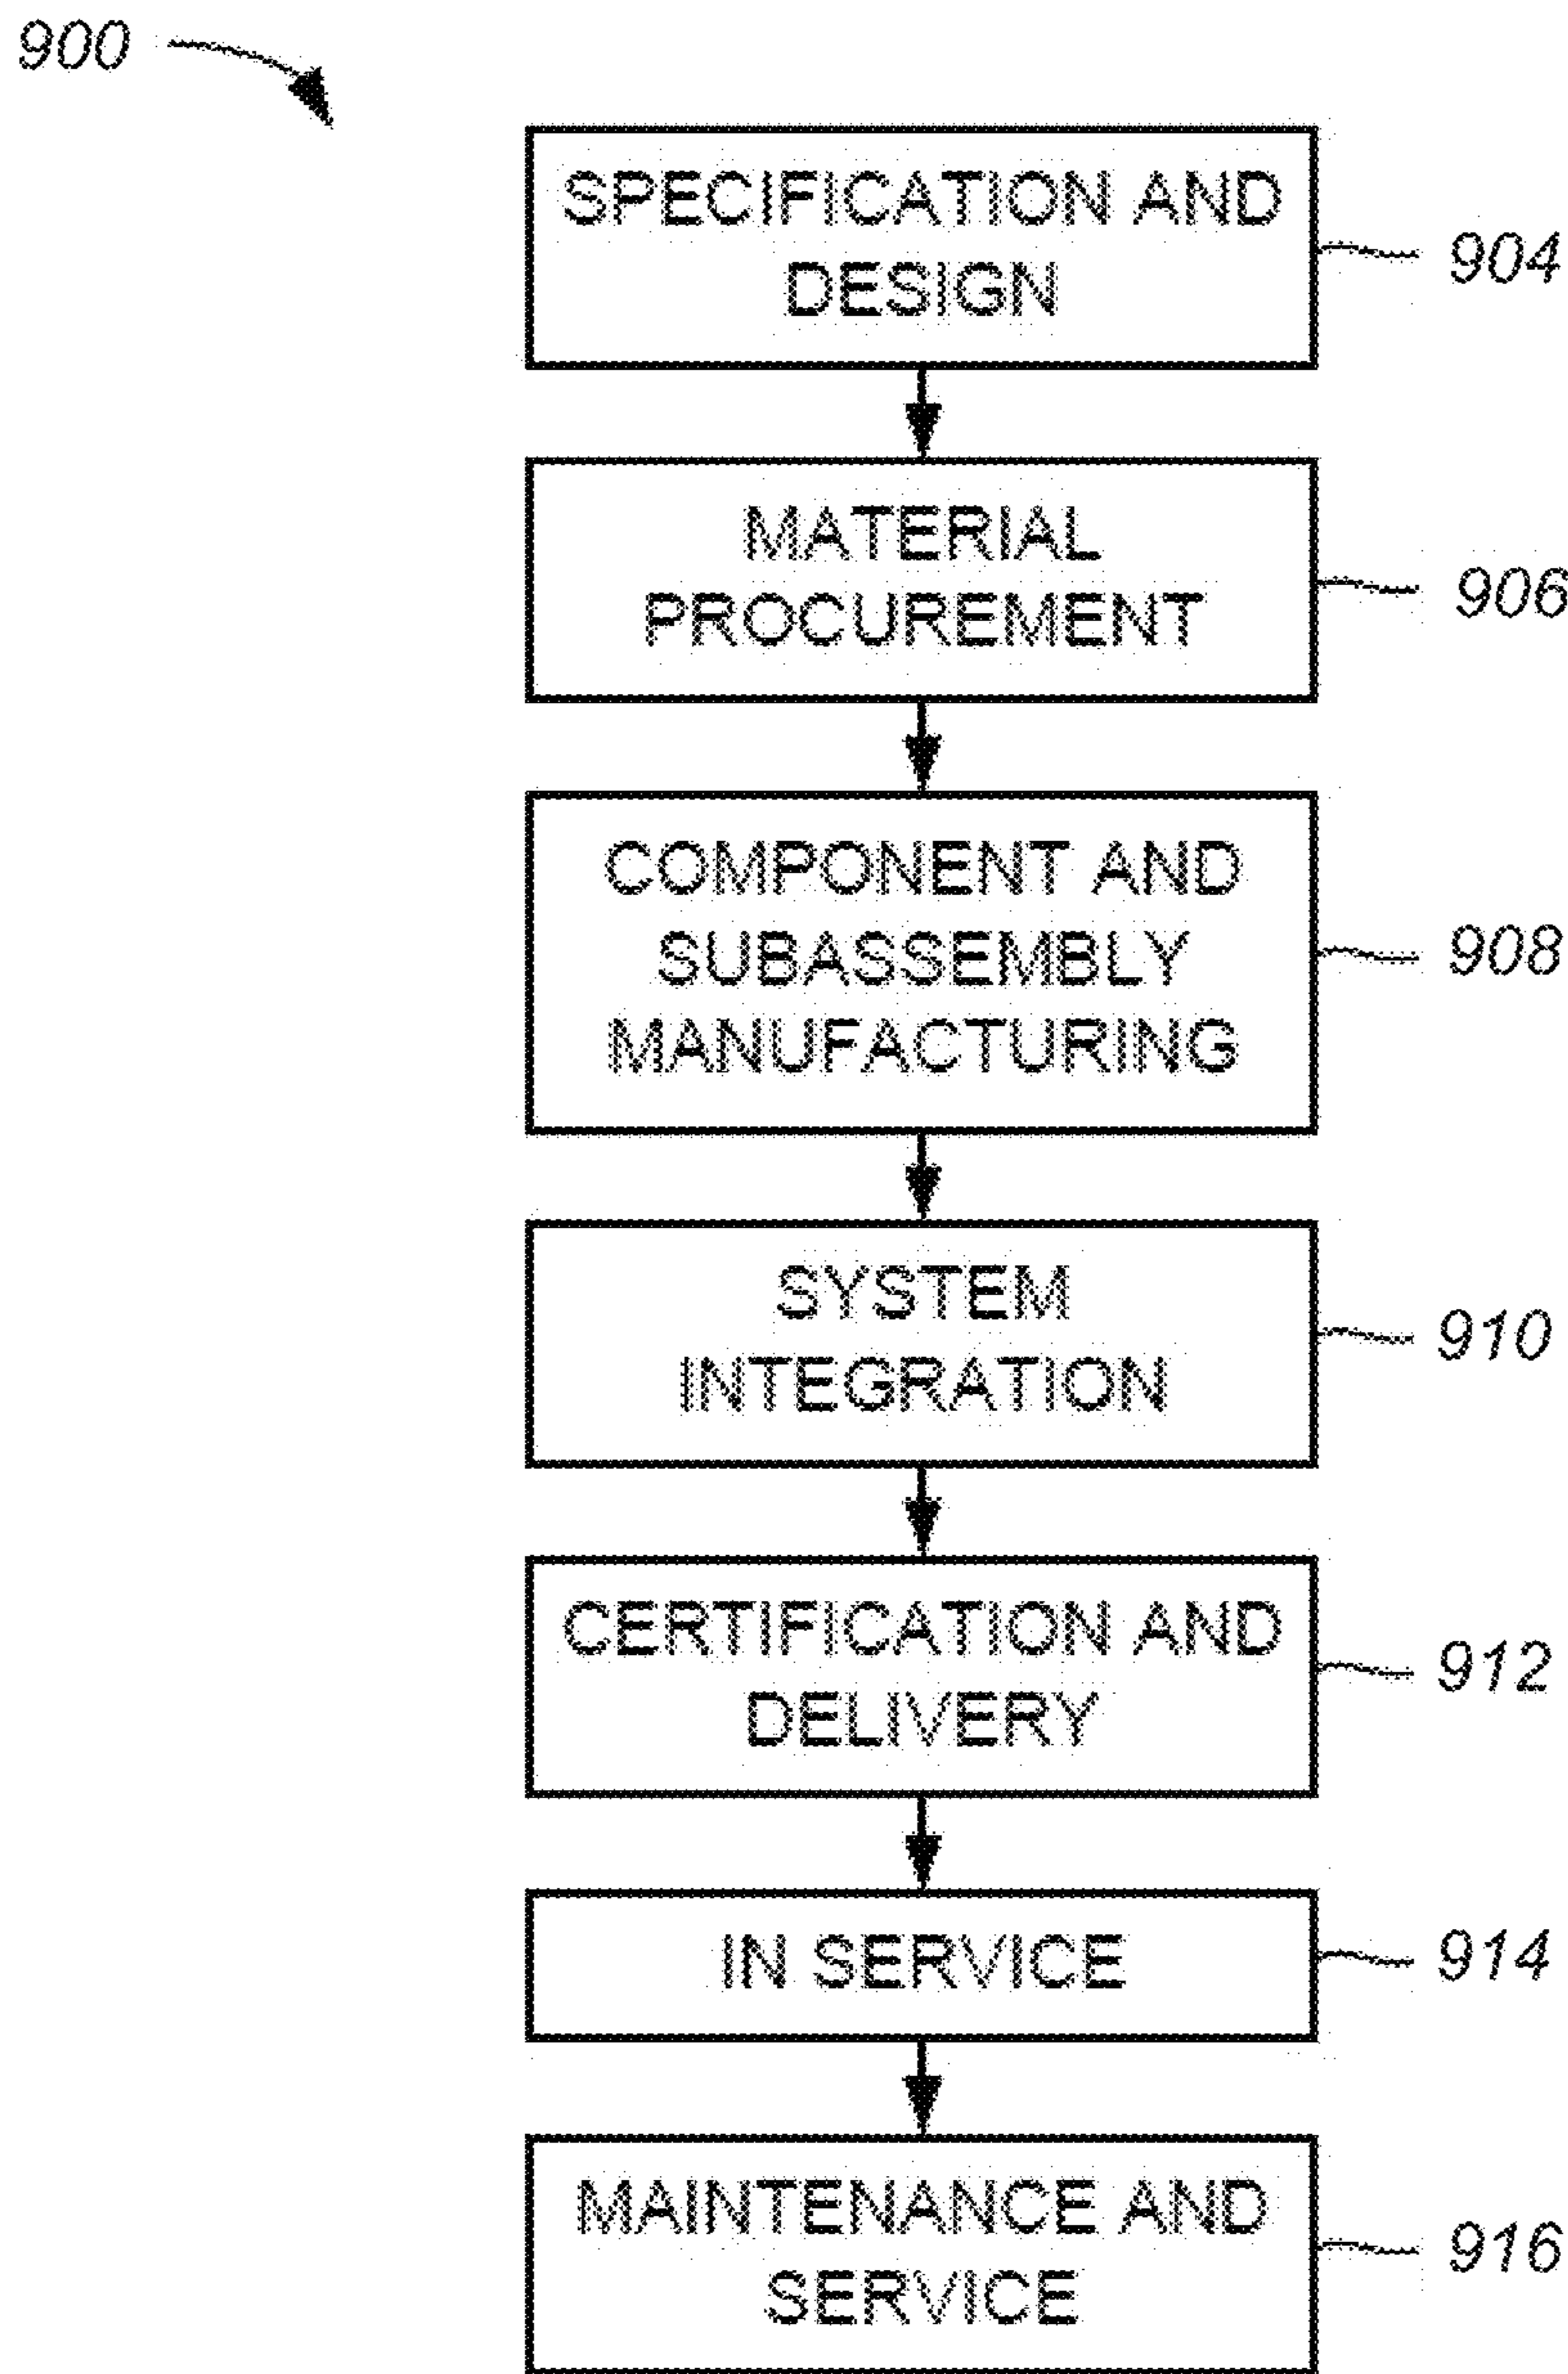 900
SPECIFICATION AND
DESIGN
904
MATERIAL
PROCUREMENT
906
COMPONENT AND
SUBASSEMBLY
MANUFACTURING
908
SYSTEM
INTEGRATION
910
CERTIFICATION AND
DELIVERY
912
IN SERVICE
914
MAINTENANCE AND
SERVICE
916